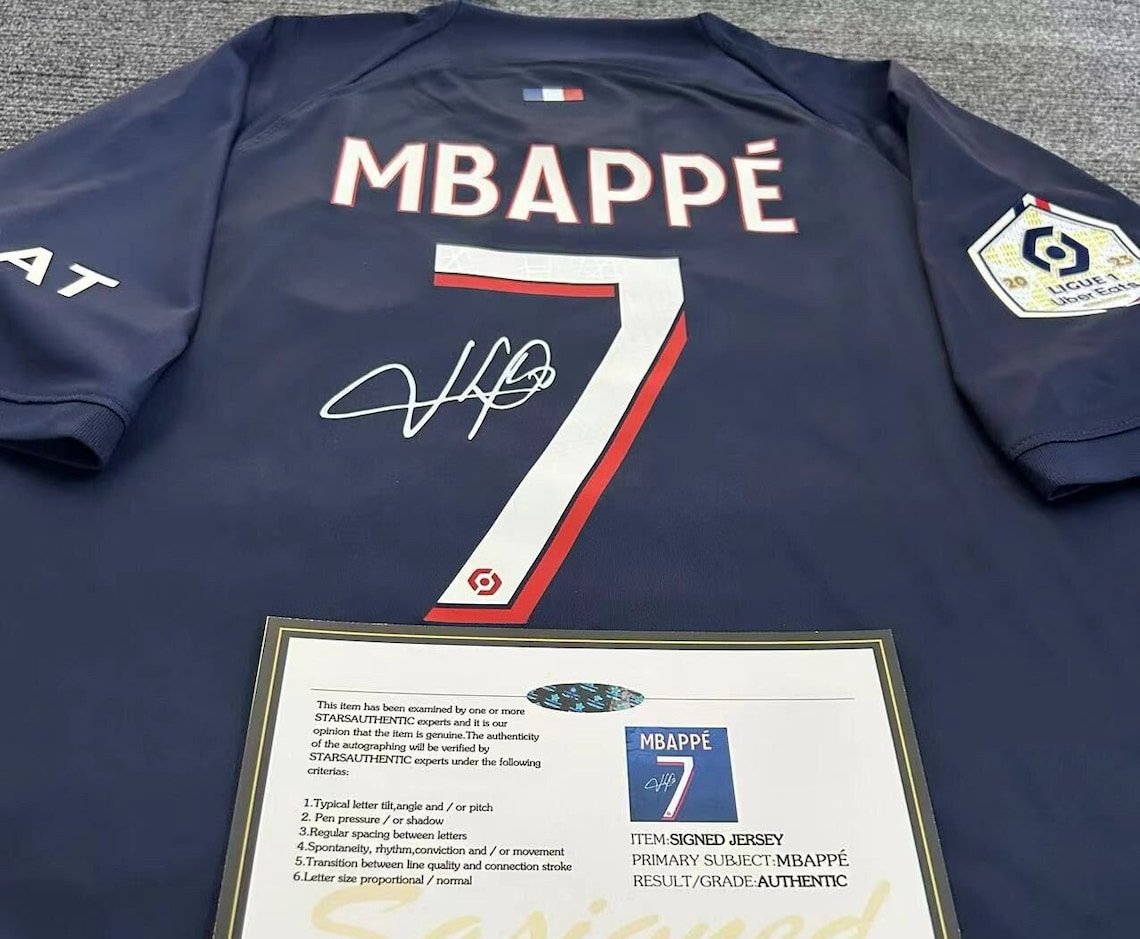 MBAPPÉ
7
AT
20 23
LIGUE 1
Uber Eats
This item has been examined by one or more
STARSAUTHENTIC experts and it is our
opinion that the item is genuine.The authenticity
of the autographing will be verified by
STARSAUTHENTIC experts under the following
criterias:
1.Typical letter tilt,angle and / or pitch
2. Pen pressure / or shadow
3.Regular spacing between letters
4.Spontaneity, rhythm,conviction and / or movement
5.Transition between line quality and connection stroke
6.Letter size proportional / normal
MBAPPÉ
7
ITEM:SIGNED JERSEY
PRIMARY SUBJECT:MBAPPÉ
RESULT/GRADE:AUTHENTIC